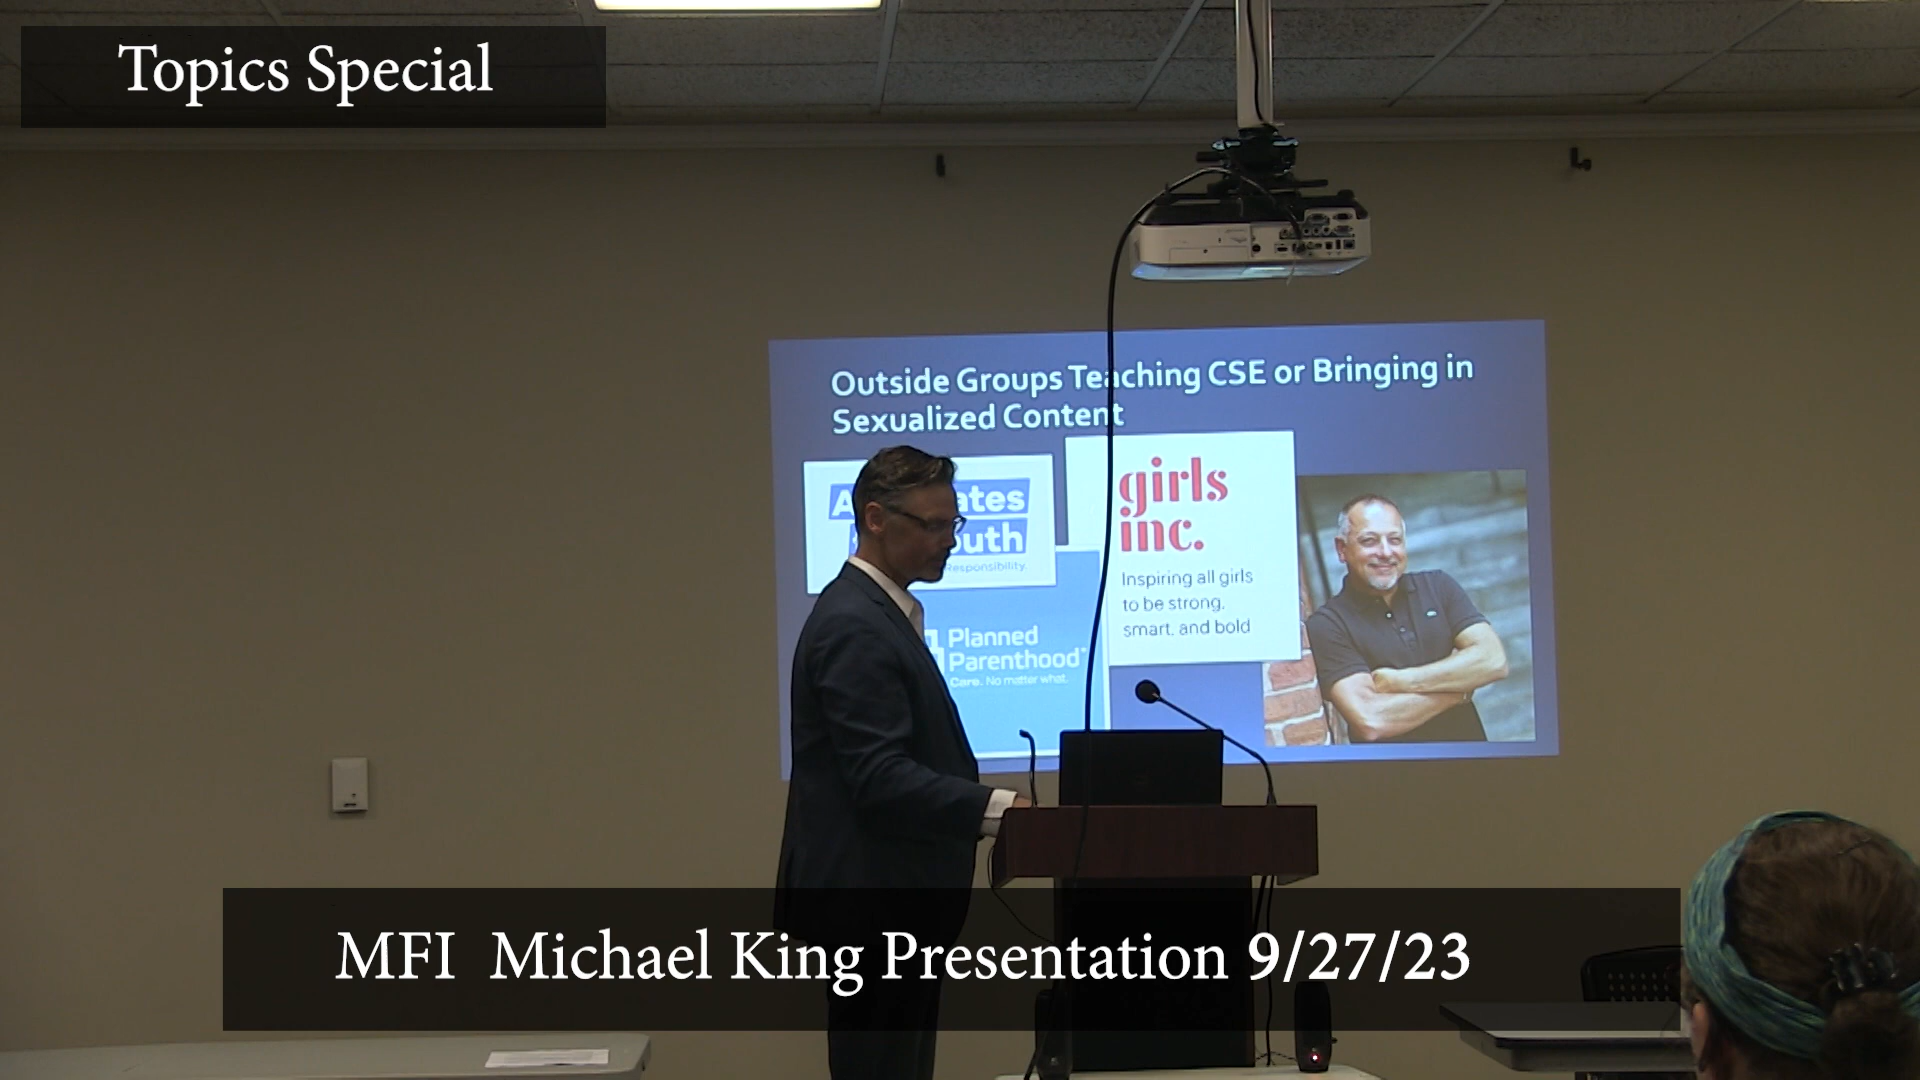 Topics Special
Outside Groups Teaching CSE or Bringing in
Sexualized Content
girls
inc.
Inspiring all girls
to be strong,
smart, and bold
Responsibility.
Planned
Parenthood®
Care. No matter what.
MFI Michael King Presentation 9/27/23